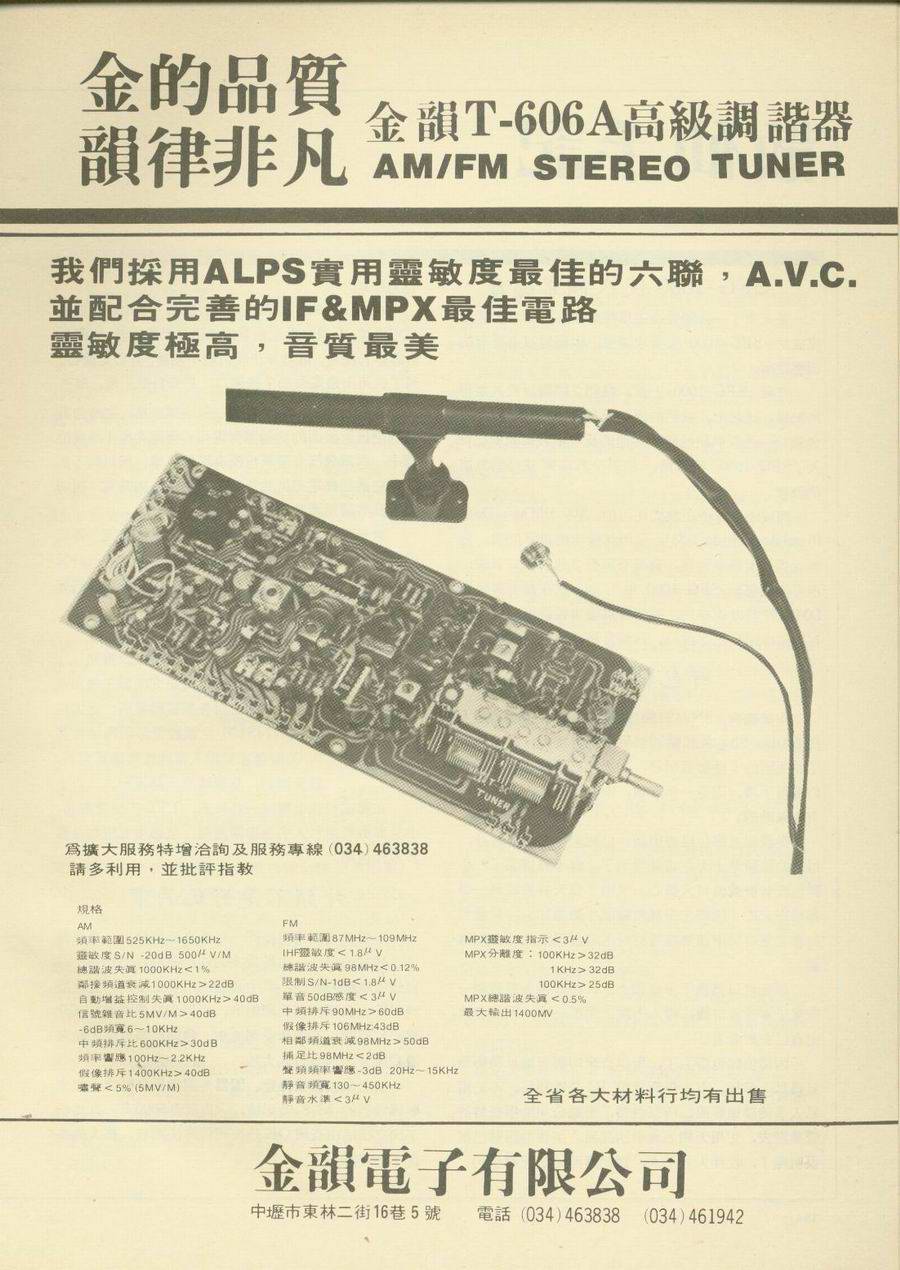 金的品質
韻律非凡
金韻T-606A高級調諧器
AM/FM STEREO TUNER
我們採用ALPS實用靈敏度最佳的六聯，A.V.C.
並配合完善的IF&MPX最佳電路
靈敏度極高，音質最美
TUNER
爲擴大服務特增洽詢及服務專線(034)463838
請多利用，並批評指教
規格
AM
頻率範圍525KHz～1650KHz
靈敏度S/N -20dB 500μ V/M
總諧波失眞1000KHz<1%
鄰接頻道衰減1000KHz>22dB
自動增益控制失眞1000KHz>40dB
信號雜音比5MV/M>40dB
-6dB頻寬6～10KHz
中頻排斥比600KHz>30dB
頻率響應100Hz～2.2KHz
假像排斥1400KHz>40dB
嘯聲<5%(5MV/M)
FM
頻率範圍87MHz～109MHz
IHF靈敏度<1.8μ V
總諧波失眞98MHz<0.12%
限制S/N-1dB<1.8μ V
單音50dB感度<3μ V
中頻排斥90MHz>60dB
假像排斥106MHz:43dB
相鄰頻道衰減98MHz>50dB
捕足比98MHz<2dB
聲頻頻率響應-3dB 20Hz～15KHz
靜音頻寬130～450KHz
靜音水準<3μ V
MPX靈敏度指示<3μ V
MPX分離度：100KHz>32dB
1KHz>32dB
100KHz>25dB
MPX總諧波失眞<0.5%
最大輸出1400MV
全省各大材料行均有出售
金韻電子有限公司
中壢市東林二街16巷5號 電話 (034)463838 (034)461942